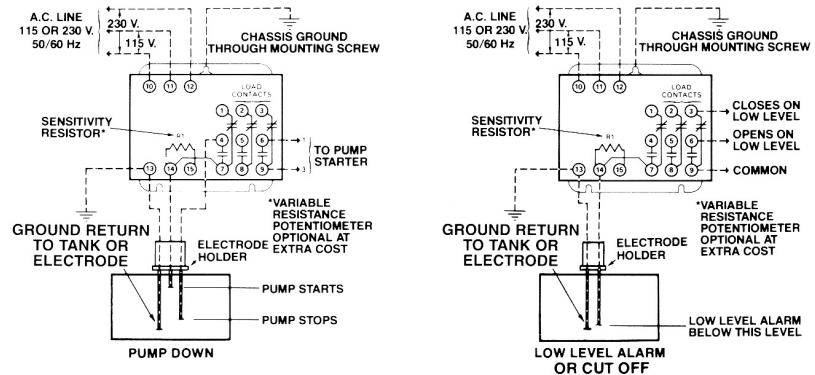 A.C. LINE
115 OR 230 V.
50/60 Hz
230 V.
115 V.
CHASSIS GROUND
THROUGH MOUNTING SCREW
10 11 12
LOAD
CONTACTS
1 2 3
SENSITIVITY
RESISTOR*
R1
4 5 6
1
TO PUMP
STARTER
3
13 14 15 7 8 9
*VARIABLE
RESISTANCE
POTENTIOMETER
OPTIONAL AT
EXTRA COST
GROUND RETURN
TO TANK OR
ELECTRODE
ELECTRODE
HOLDER
PUMP STARTS
PUMP STOPS
PUMP DOWN
A.C. LINE
115 OR 230 V.
50/60 Hz
230 V.
115 V.
CHASSIS GROUND
THROUGH MOUNTING SCREW
10 11 12
LOAD
CONTACTS
1 2 3
CLOSES ON
LOW LEVEL
SENSITIVITY
RESISTOR*
R1
4 5 6
OPENS ON
LOW LEVEL
13 14 15 7 8 9
COMMON
*VARIABLE
RESISTANCE
POTENTIOMETER
OPTIONAL AT
EXTRA COST
GROUND RETURN
TO TANK OR
ELECTRODE
ELECTRODE
HOLDER
LOW LEVEL ALARM
BELOW THIS LEVEL
LOW LEVEL ALARM
OR CUT OFF